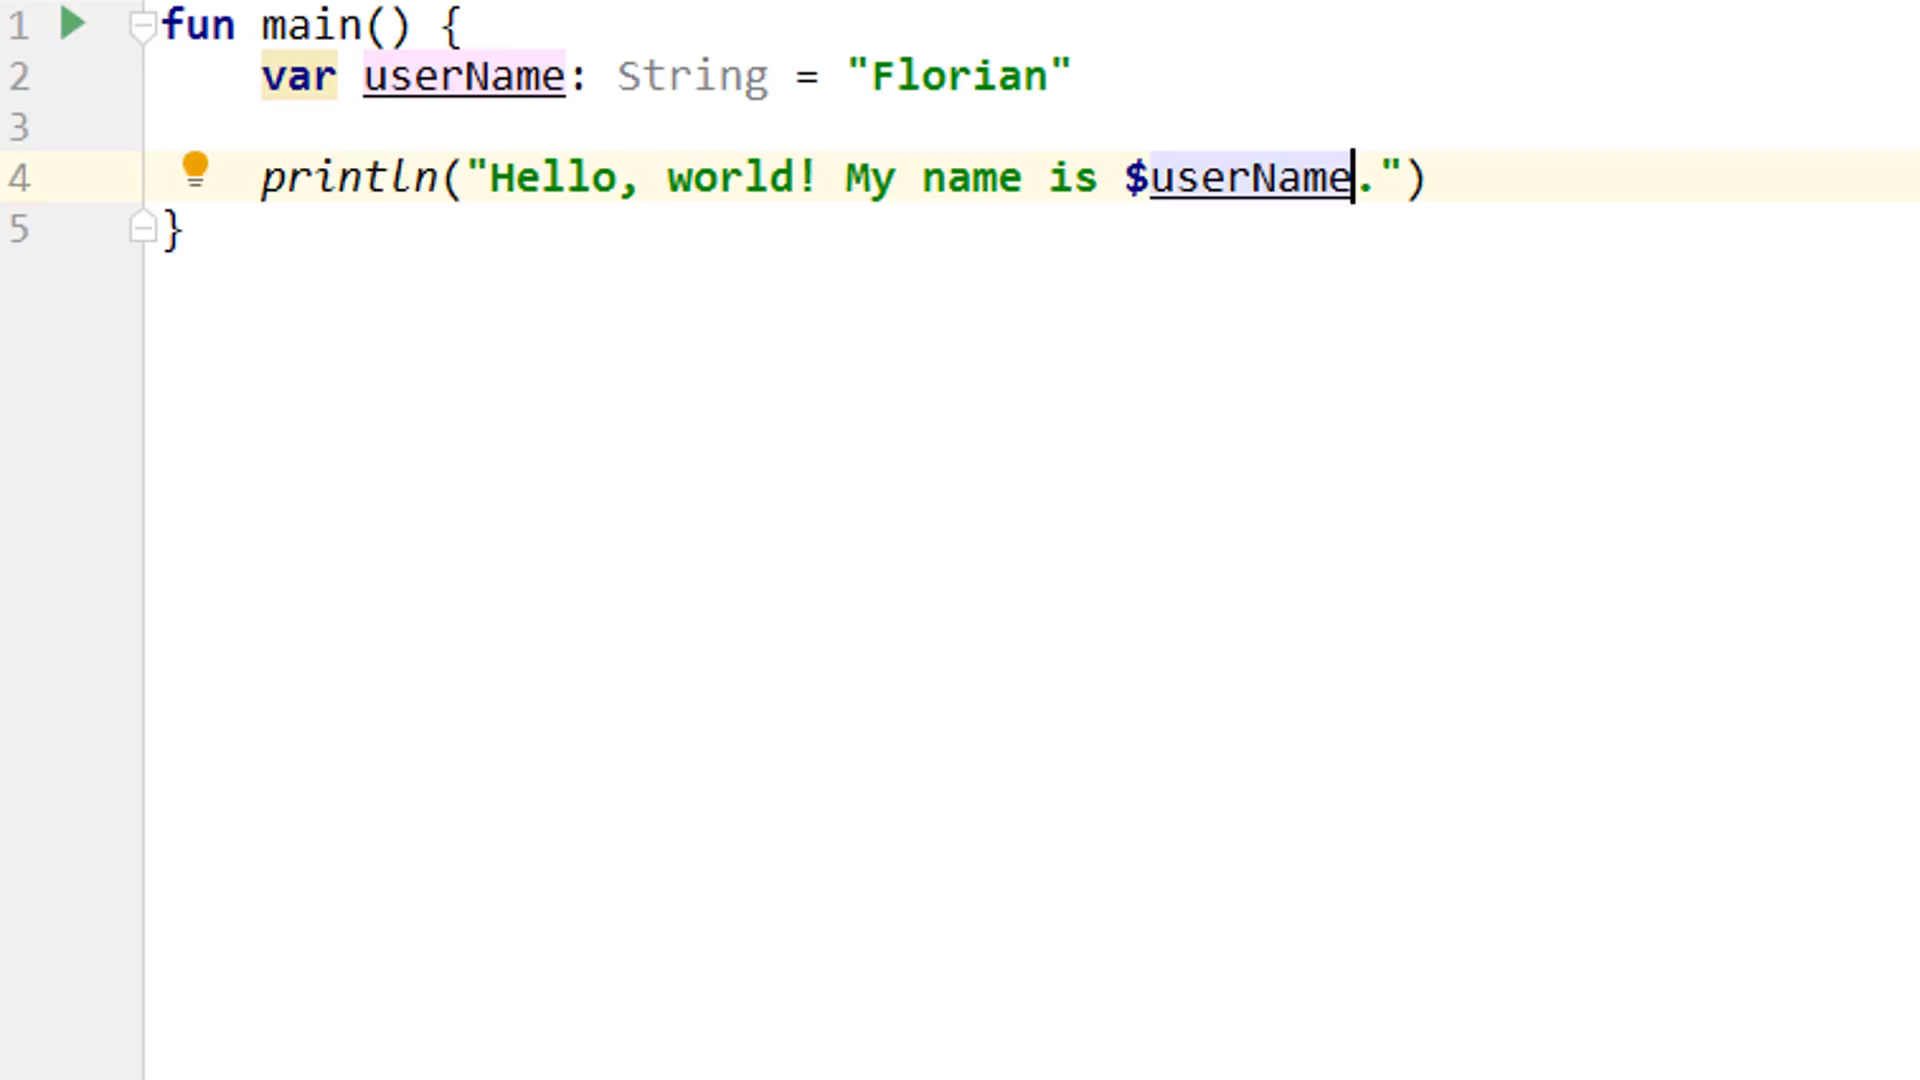 1 fun main() {
2 var userName: String = "Florian"
3
4 println("Hello, world! My name is $userName.")
5 }